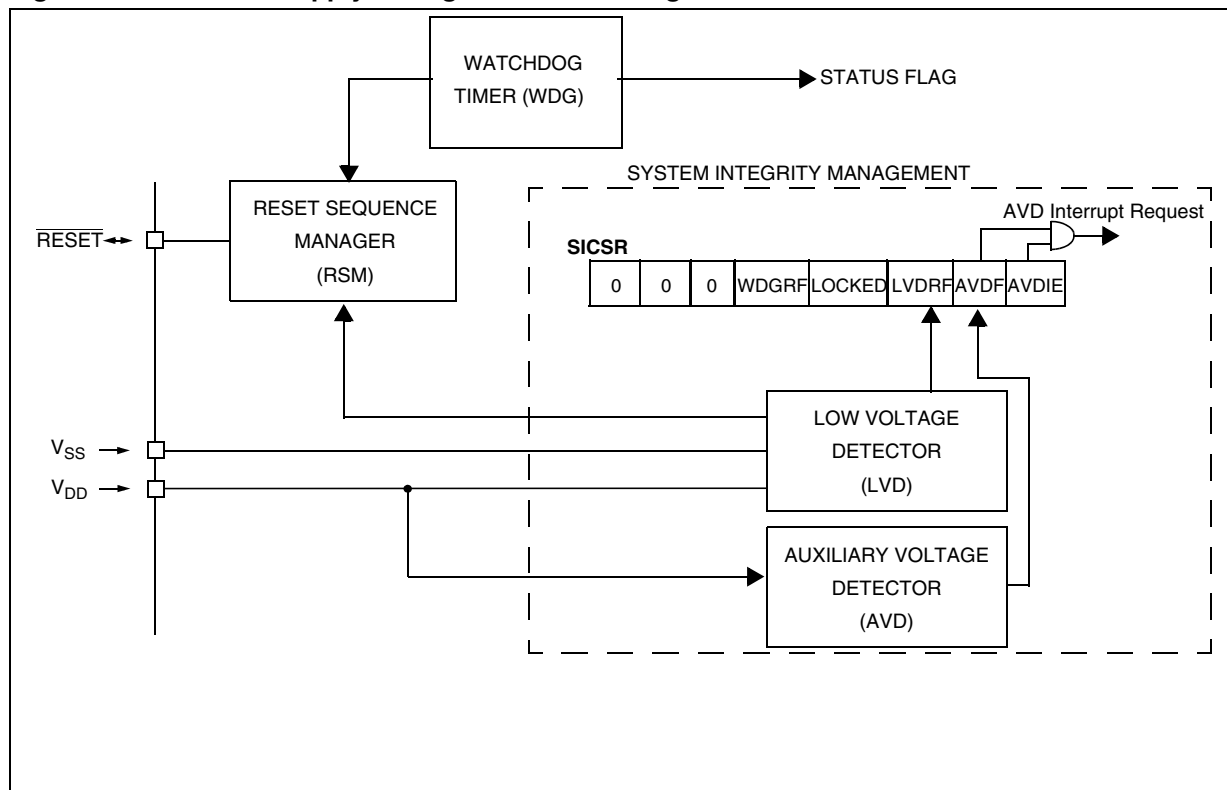 WATCHDOG
TIMER (WDG)
STATUS FLAG
SYSTEM INTEGRITY MANAGEMENT
RESET SEQUENCE
MANAGER
(RSM)
RESET
AVD Interrupt Request
SICSR
0 0 0 WDGRF LOCKED LVDRF AVDF AVDIE
LOW VOLTAGE
DETECTOR
(LVD)
VSS
VDD
AUXILIARY VOLTAGE
DETECTOR
(AVD)